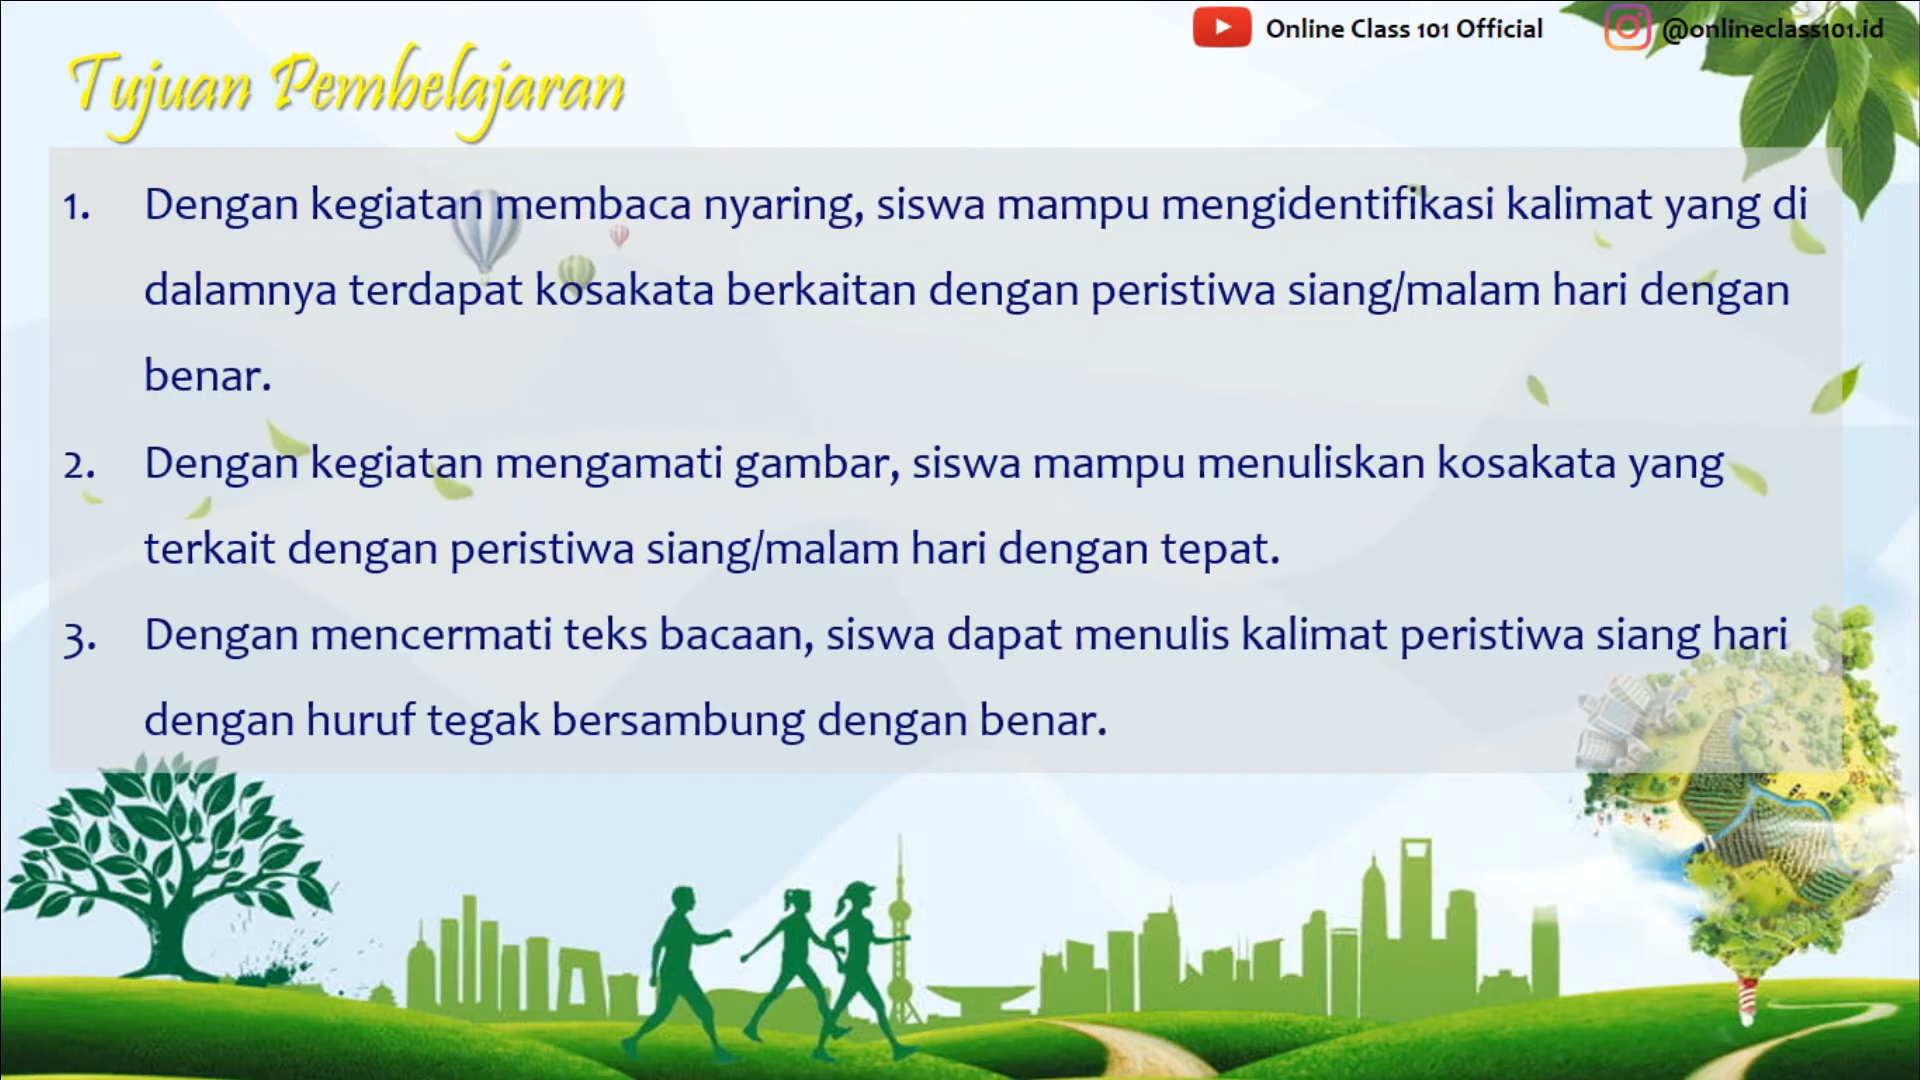 Online Class 101 Official
@onlineclass101.id
Tujuan Pembelajaran
1. Dengan kegiatan membaca nyaring, siswa mampu mengidentifikasi kalimat yang di
dalamnya terdapat kosakata berkaitan dengan peristiwa siang/malam hari dengan
benar.
2. Dengan kegiatan mengamati gambar, siswa mampu menuliskan kosakata yang
terkait dengan peristiwa siang/malam hari dengan tepat.
3. Dengan mencermati teks bacaan, siswa dapat menulis kalimat peristiwa siang hari
dengan huruf tegak bersambung dengan benar.